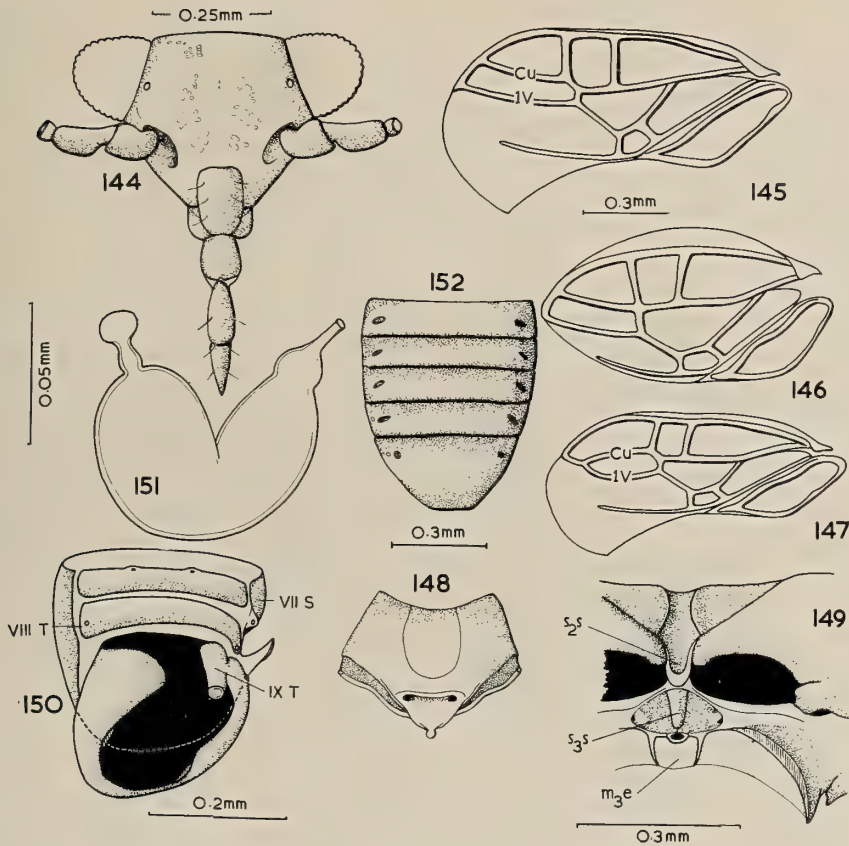 0.25mm
144
Cu
1V
145
0.3mm
146
Cu
1V
147
0.05mm
151
152
0.3mm
148
VII S
VIII T
IX T
150
0.2mm
149
s2s
s3s
m3e
0.3mm